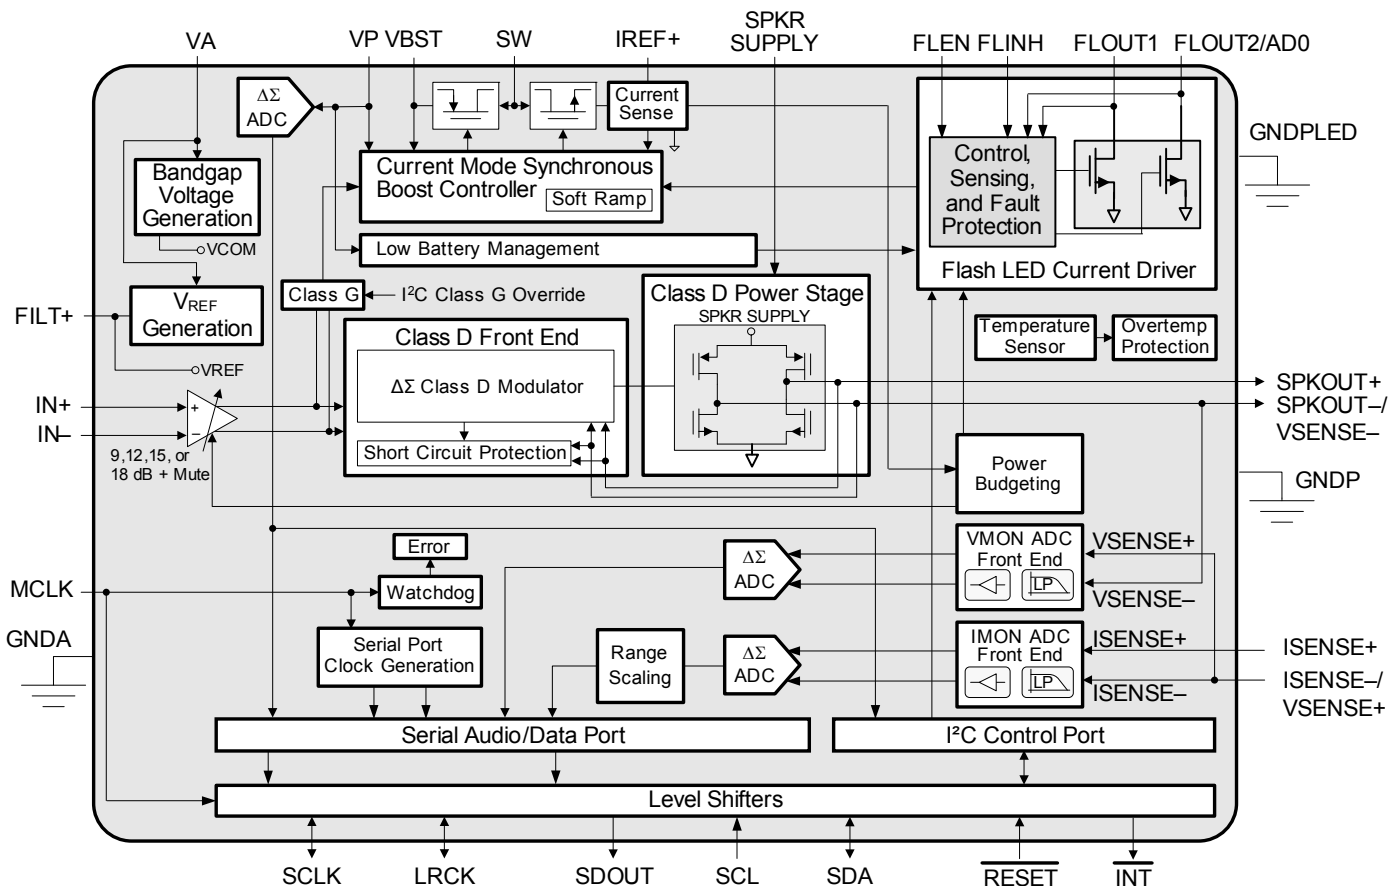 SPKR
SUPPLY
VA
VP VBST
SW
IREF+
FLEN FLINH
FLOUT1
FLOUT2/AD0
ΔΣ
ADC
Current
Sense
GNDPLED
Bandgap
Voltage
Generation
VCOM
Current Mode Synchronous
Boost Controller
Soft Ramp
Control,
Sensing,
and Fault
Protection
Flash LED Current Driver
Low Battery Management
FILT+
VREF
Generation
VREF
Class G
I²C Class G Override
Class D Power Stage
SPKR SUPPLY
Temperature
Sensor
Overtemp
Protection
Class D Front End
ΔΣ Class D Modulator
Short Circuit Protection
IN+
IN–
+
–
9,12,15, or
18 dB + Mute
SPKOUT+
SPKOUT–/
VSENSE–
Power
Budgeting
GNDP
MCLK
GNDA
Error
Watchdog
Serial Port
Clock Generation
ΔΣ
ADC
VMON ADC
Front End
LP
VSENSE+
VSENSE–
Range
Scaling
ΔΣ
ADC
IMON ADC
Front End
LP
ISENSE+
ISENSE–
ISENSE+
ISENSE–/
VSENSE+
Serial Audio/Data Port
I²C Control Port
Level Shifters
SCLK
LRCK
SDOUT
SCL
SDA
RESET
INT